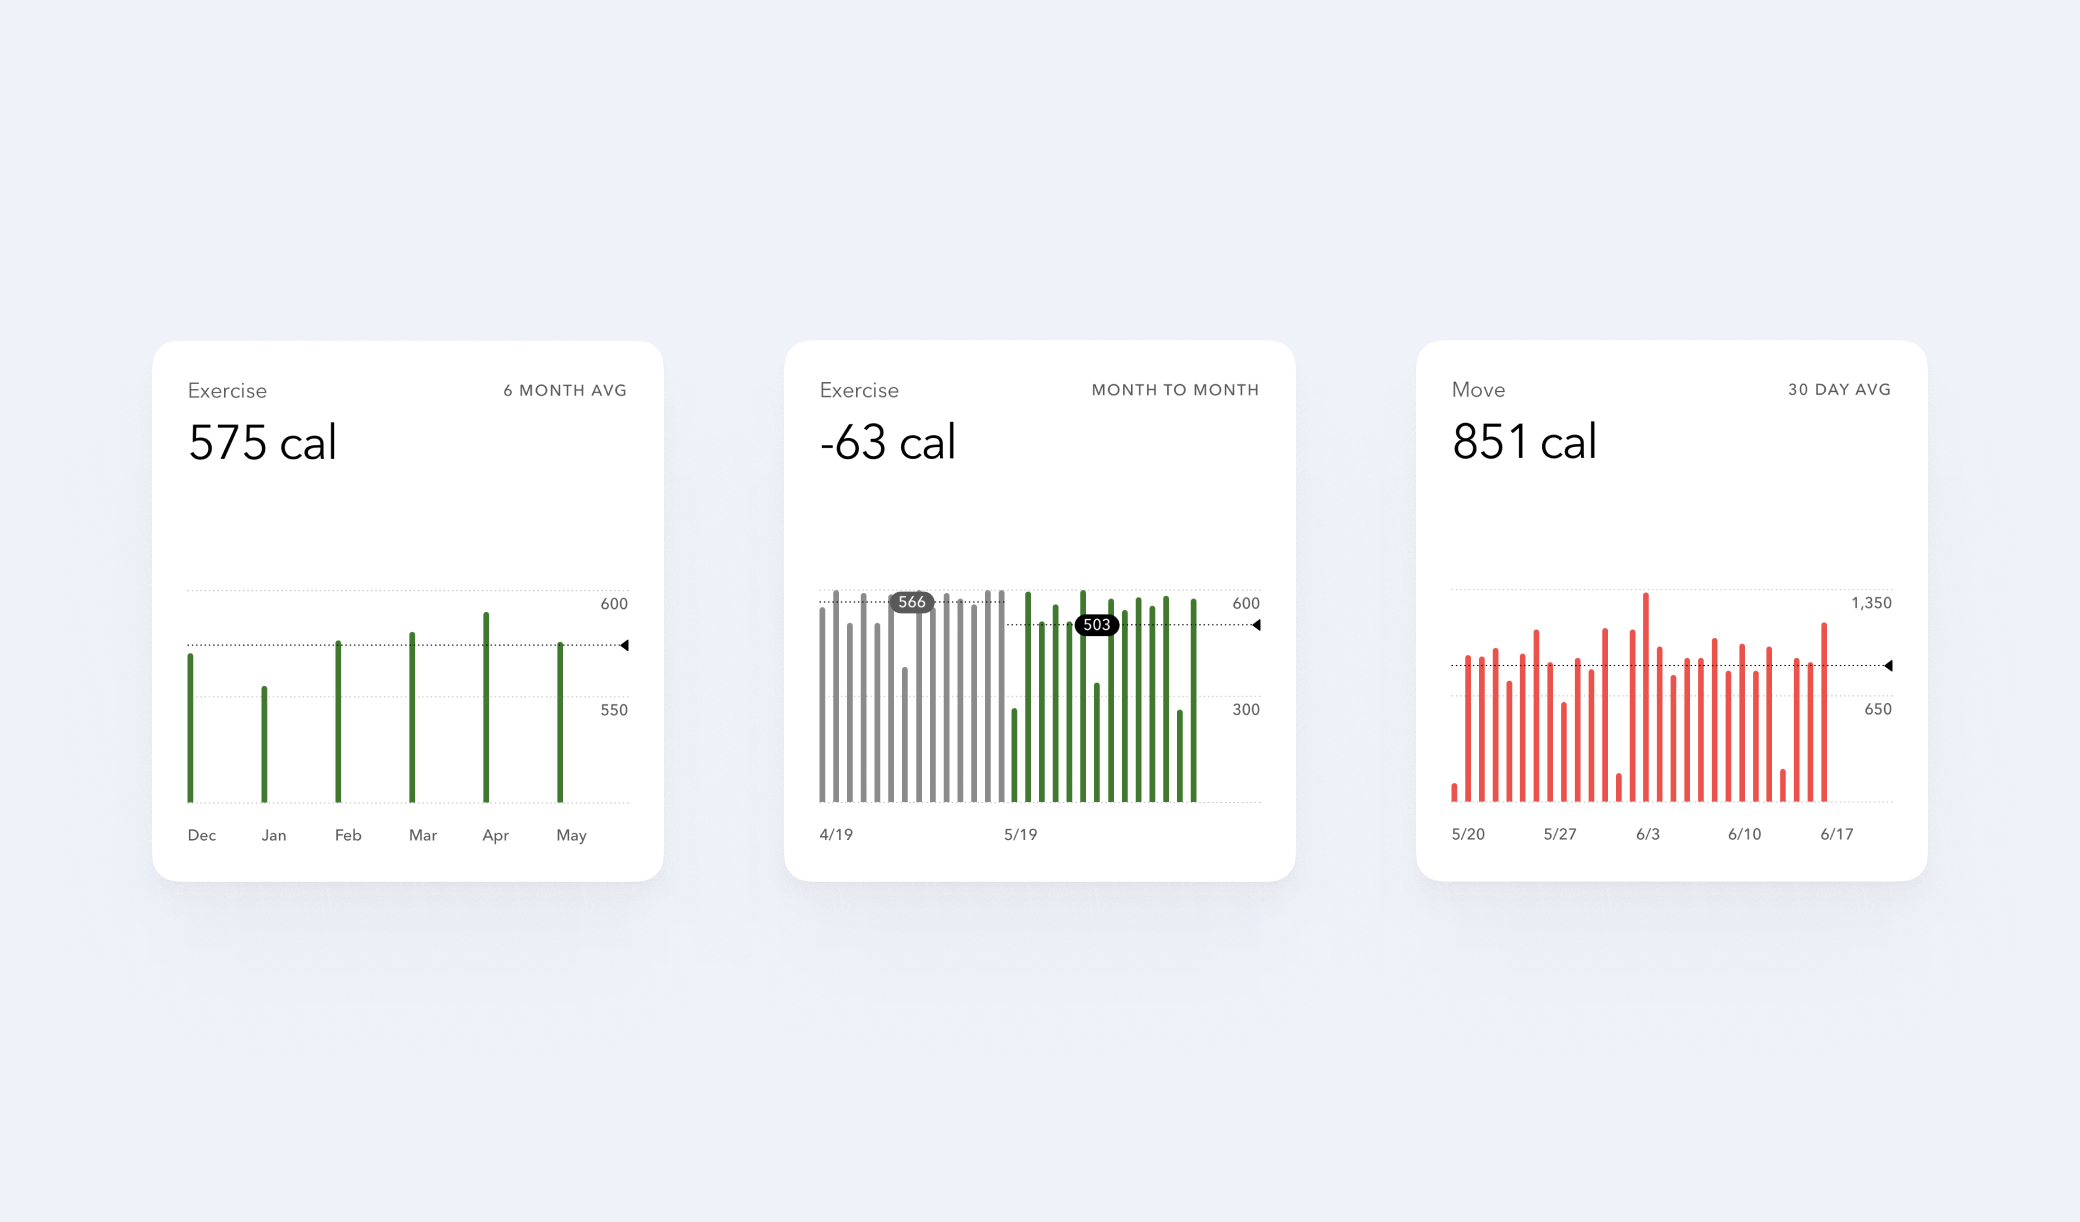 Exercise
6 MONTH AVG
575 cal
600
550
Dec Jan Feb Mar Apr May
Exercise
MONTH TO MONTH
-63 cal
566
600
503
300
4/19 5/19
Move
30 DAY AVG
851 cal
1,350
650
5/20 5/27 6/3 6/10 6/17